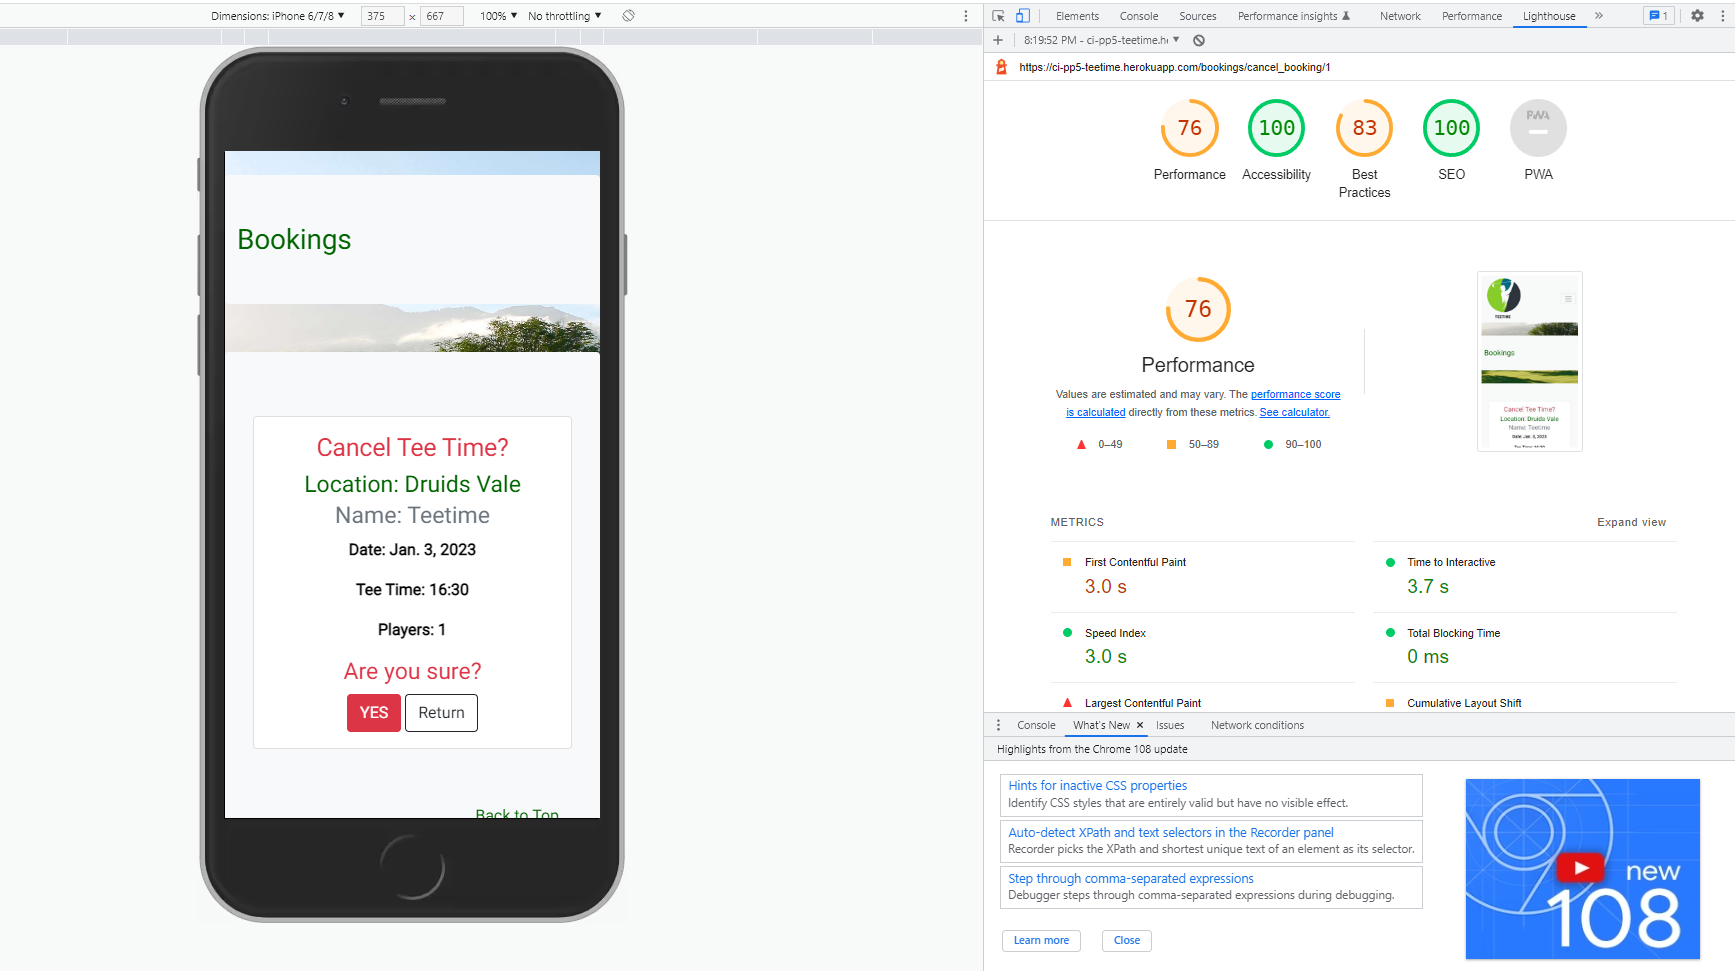 Dimensions: iPhone 6/7/8 ▼ 375 × 667 100% ▼ No throttling ▼
Elements Console Sources Performance insights Network Performance Lighthouse » 1
+ 8:19:52 PM - ci-pp5-teetime.he ▼
https://ci-pp5-teetime.herokuapp.com/bookings/cancel_booking/1
Bookings
Cancel Tee Time?
Location: Druids Vale
Name: Teetime
Date: Jan. 3, 2023
Tee Time: 16:30
Players: 1
Are you sure?
YES Return
Back to Top
76 100 83 100 PWA
Performance Accessibility Best Practices SEO PWA
76
Performance
Values are estimated and may vary. The performance score
is calculated directly from these metrics. See calculator.
0–49 50–89 90–100
TEETIME
Bookings
Cancel Tee Time?
Location: Druids Vale
Name: Teetime
Date: Jan. 3, 2023
Tee Time: 16:30
METRICS Expand view
First Contentful Paint
3.0 s
Time to Interactive
3.7 s
Speed Index
3.0 s
Total Blocking Time
0 ms
Largest Contentful Paint
Cumulative Layout Shift
Console What's New × Issues Network conditions
Highlights from the Chrome 108 update
Hints for inactive CSS properties
Identify CSS styles that are entirely valid but have no visible effect.
Auto-detect XPath and text selectors in the Recorder panel
Recorder picks the XPath and shortest unique text of an element as its selector.
Step through comma-separated expressions
Debugger steps through comma-separated expressions during debugging.
Learn more Close
new
108